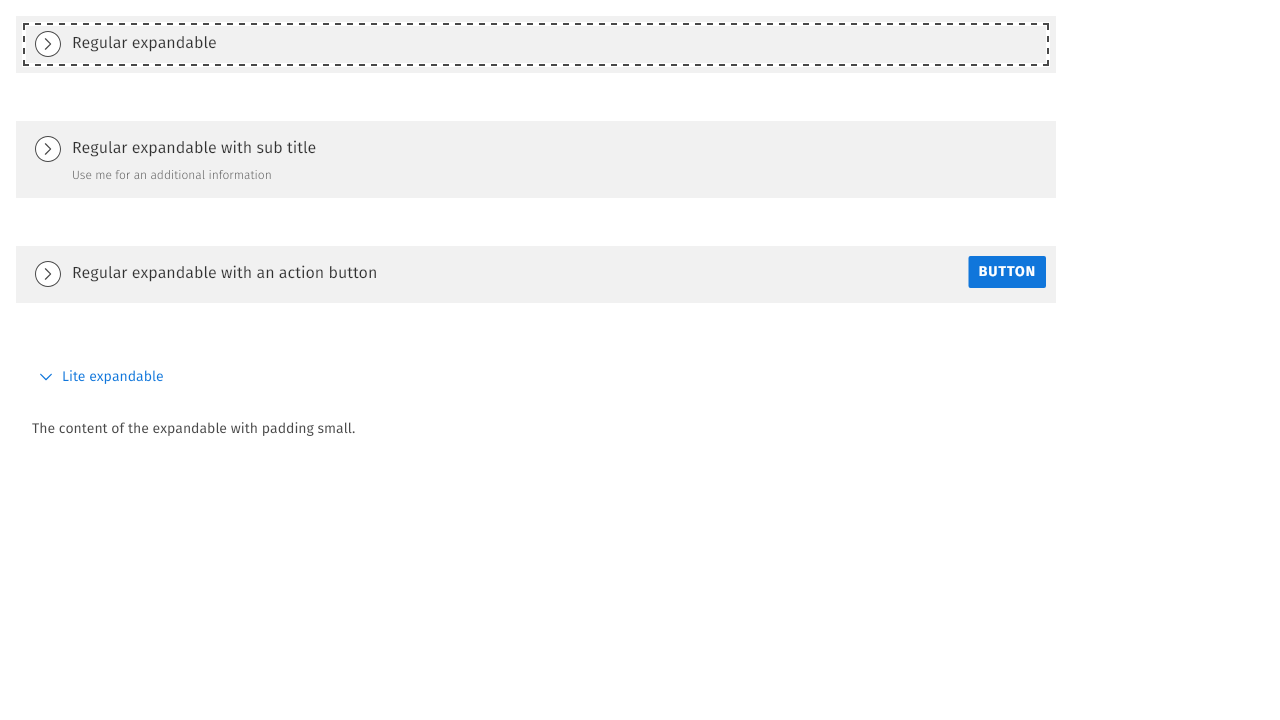 Regular expandable
Regular expandable with sub title
Use me for an additional information
Regular expandable with an action button
BUTTON
Lite expandable
The content of the expandable with padding small.